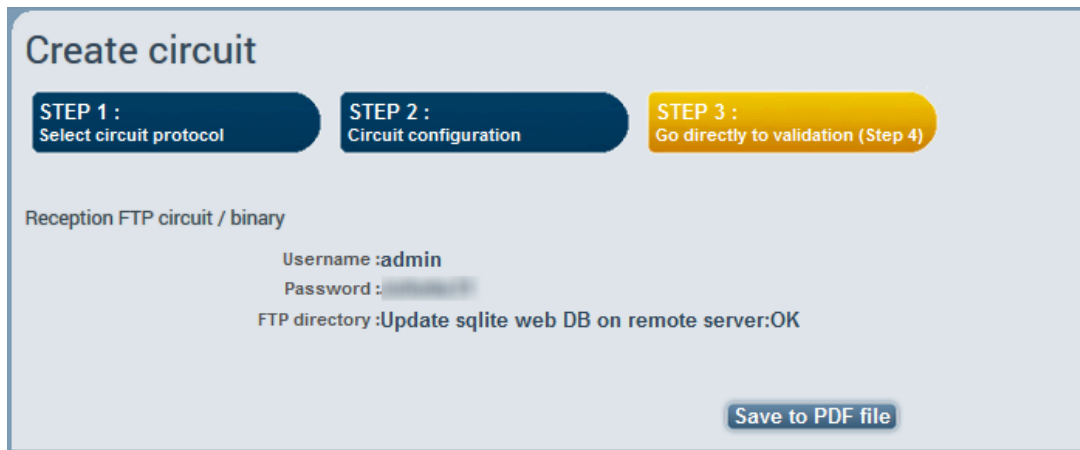 Create circuit
STEP 1 :
Select circuit protocol
STEP 2 :
Circuit configuration
STEP 3 :
Go directly to validation (Step 4)
Reception FTP circuit / binary
Username :admin
Password :
FTP directory :Update sqlite web DB on remote server:OK
Save to PDF file